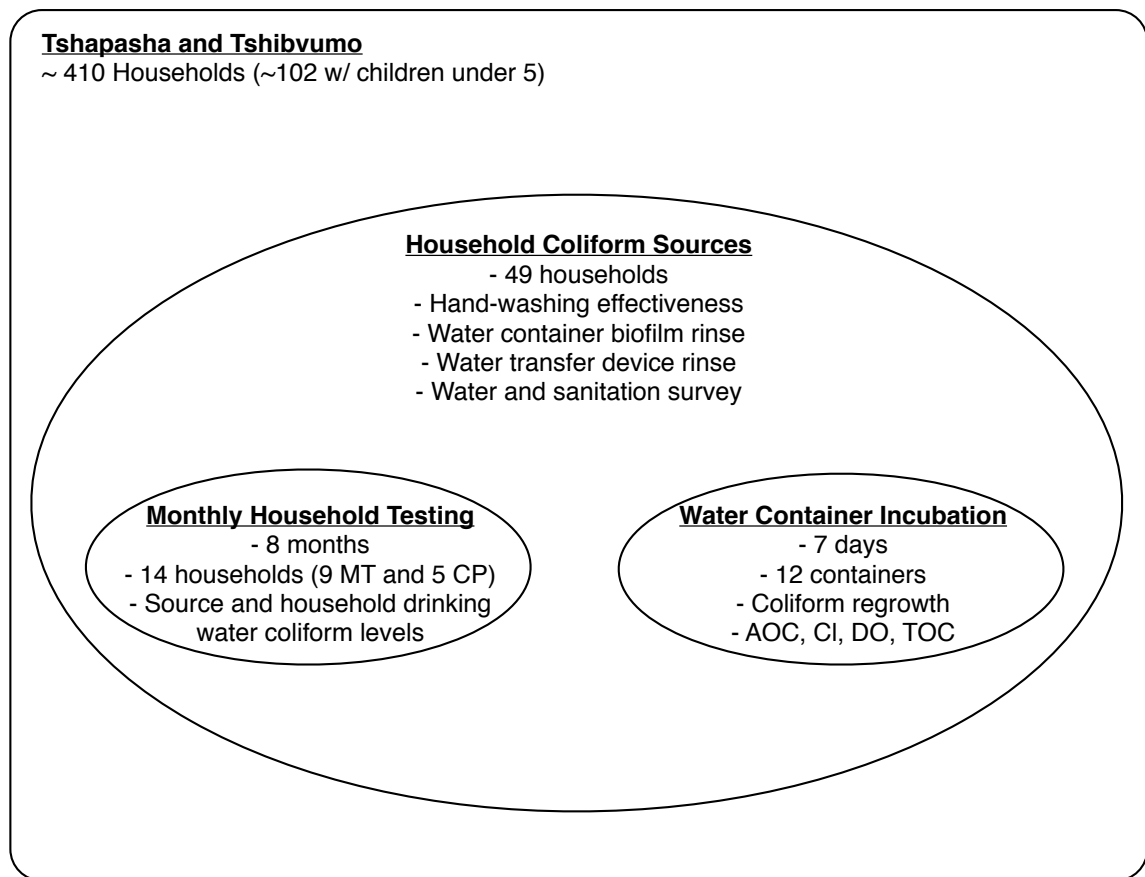 Tshapasha and Tshibvumo
~ 410 Households (~102 w/ children under 5)
Household Coliform Sources
- 49 households
- Hand-washing effectiveness
- Water container biofilm rinse
- Water transfer device rinse
- Water and sanitation survey
Monthly Household Testing
- 8 months
- 14 households (9 MT and 5 CP)
- Source and household drinking
water coliform levels
Water Container Incubation
- 7 days
- 12 containers
- Coliform regrowth
- AOC, Cl, DO, TOC